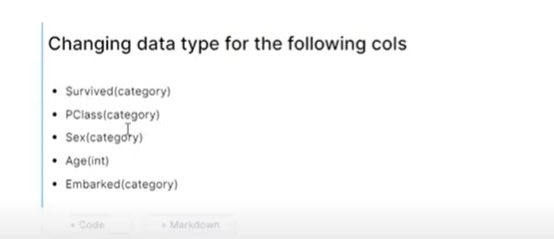 Changing data type for the following cols
• Survived(category)
• PClass(category)
• Sex(category)
• Age(int)
• Embarked(category)
+ Code + Markdown